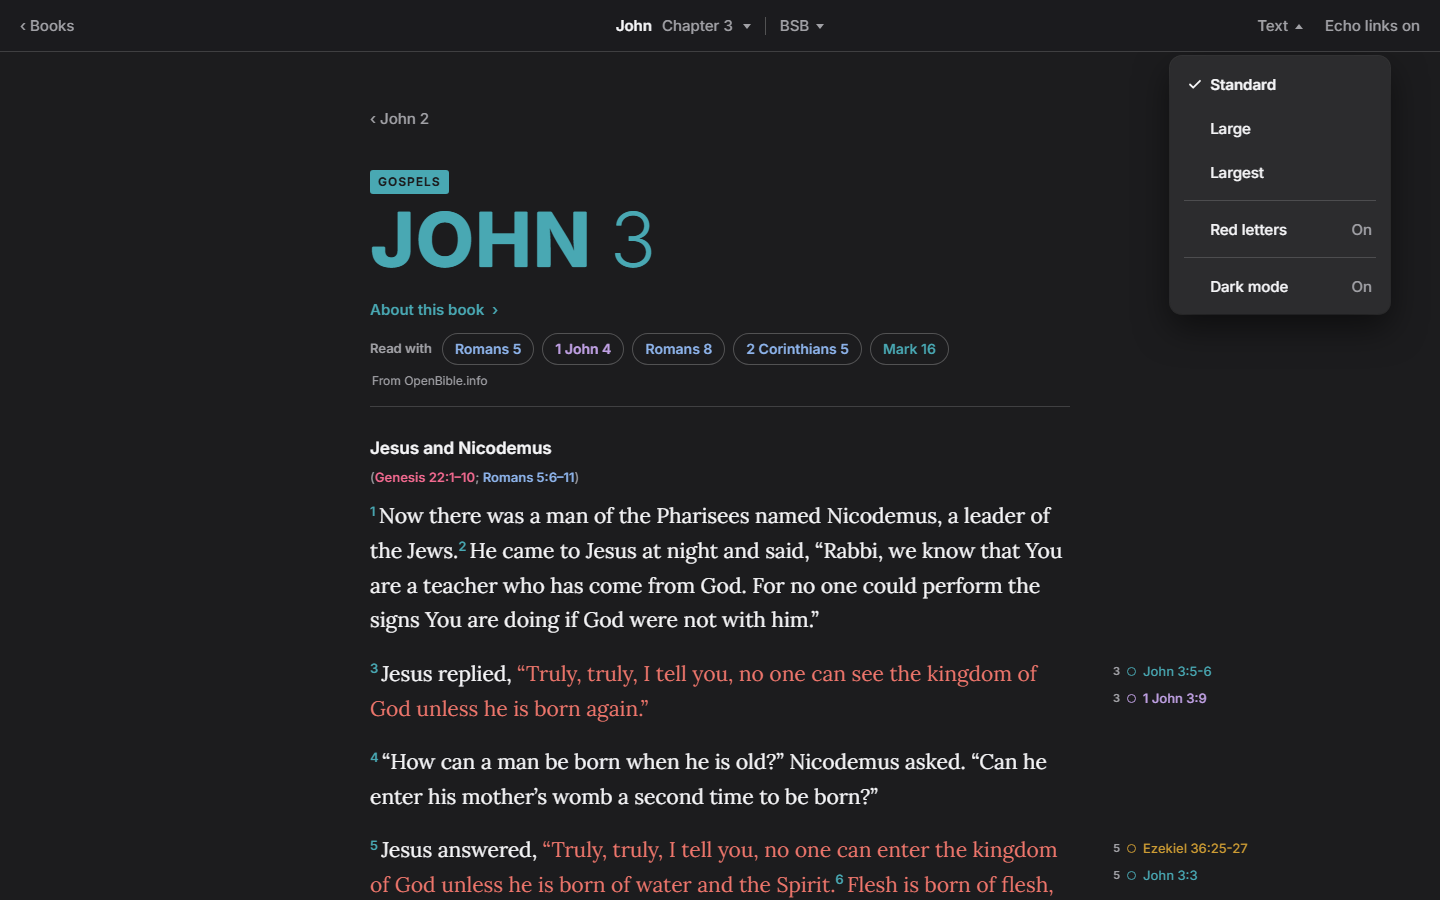 ‹ Books
John Chapter 3
BSB
Text
Echo links on
Standard
Large
Largest
Red letters On
Dark mode On
‹ John 2
GOSPELS
JOHN 3
About this book ›
Read with Romans 5 1 John 4 Romans 8 2 Corinthians 5 Mark 16
From OpenBible.info
Jesus and Nicodemus
(Genesis 22:1–10; Romans 5:6–11)
1 Now there was a man of the Pharisees named Nicodemus, a leader of
the Jews. 2 He came to Jesus at night and said, “Rabbi, we know that You
are a teacher who has come from God. For no one could perform the
signs You are doing if God were not with him.”
3 Jesus replied, “Truly, truly, I tell you, no one can see the kingdom of
God unless he is born again.”
3 John 3:5-6
3 1 John 3:9
4 “How can a man be born when he is old?” Nicodemus asked. “Can he
enter his mother’s womb a second time to be born?”
5 Jesus answered, “Truly, truly, I tell you, no one can enter the kingdom
of God unless he is born of water and the Spirit. 6 Flesh is born of flesh,
5 Ezekiel 36:25-27
5 John 3:3